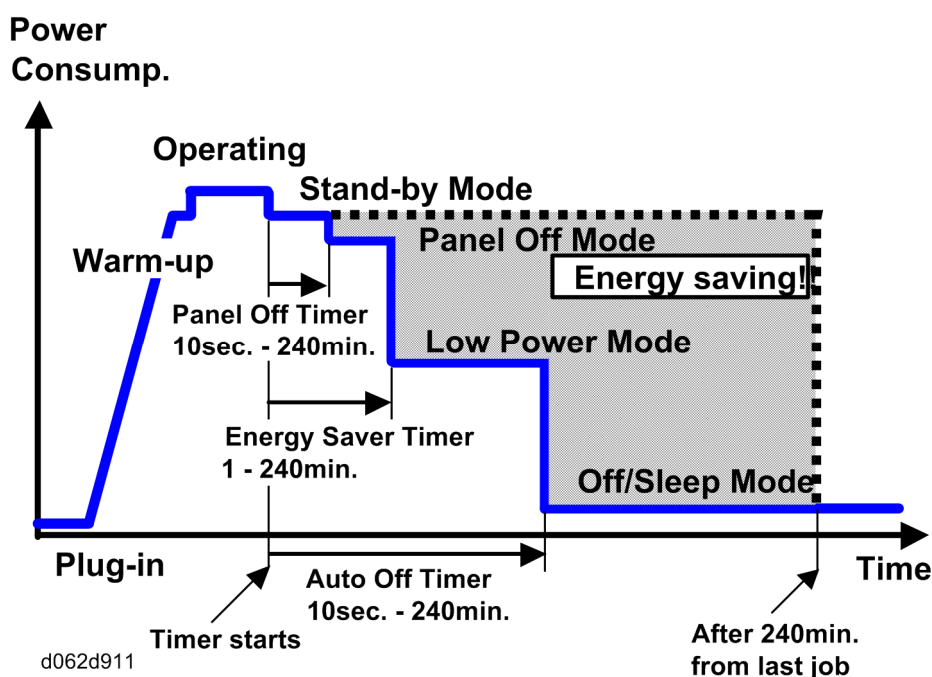 Power
Consump.
Operating
Stand-by Mode
Panel Off Mode
Warm-up
Energy saving!
Panel Off Timer
10sec. - 240min.
Low Power Mode
Energy Saver Timer
1 - 240min.
Off/Sleep Mode
Plug-in
Time
Auto Off Timer
10sec. - 240min.
Timer starts
After 240min.
from last job
d062d911